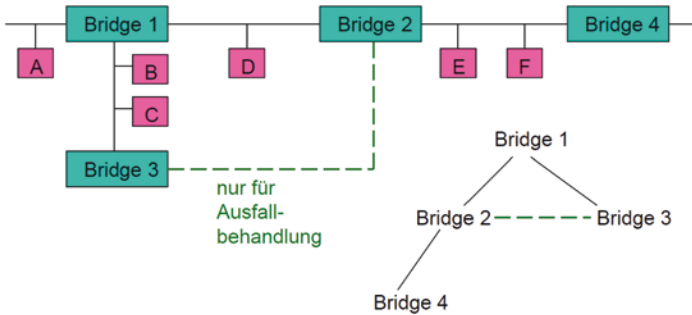 Bridge 1
Bridge 2
Bridge 4
A
B
D
E
F
C
Bridge 3
nur für
Ausfall-
behandlung
Bridge 1
Bridge 2
Bridge 3
Bridge 4